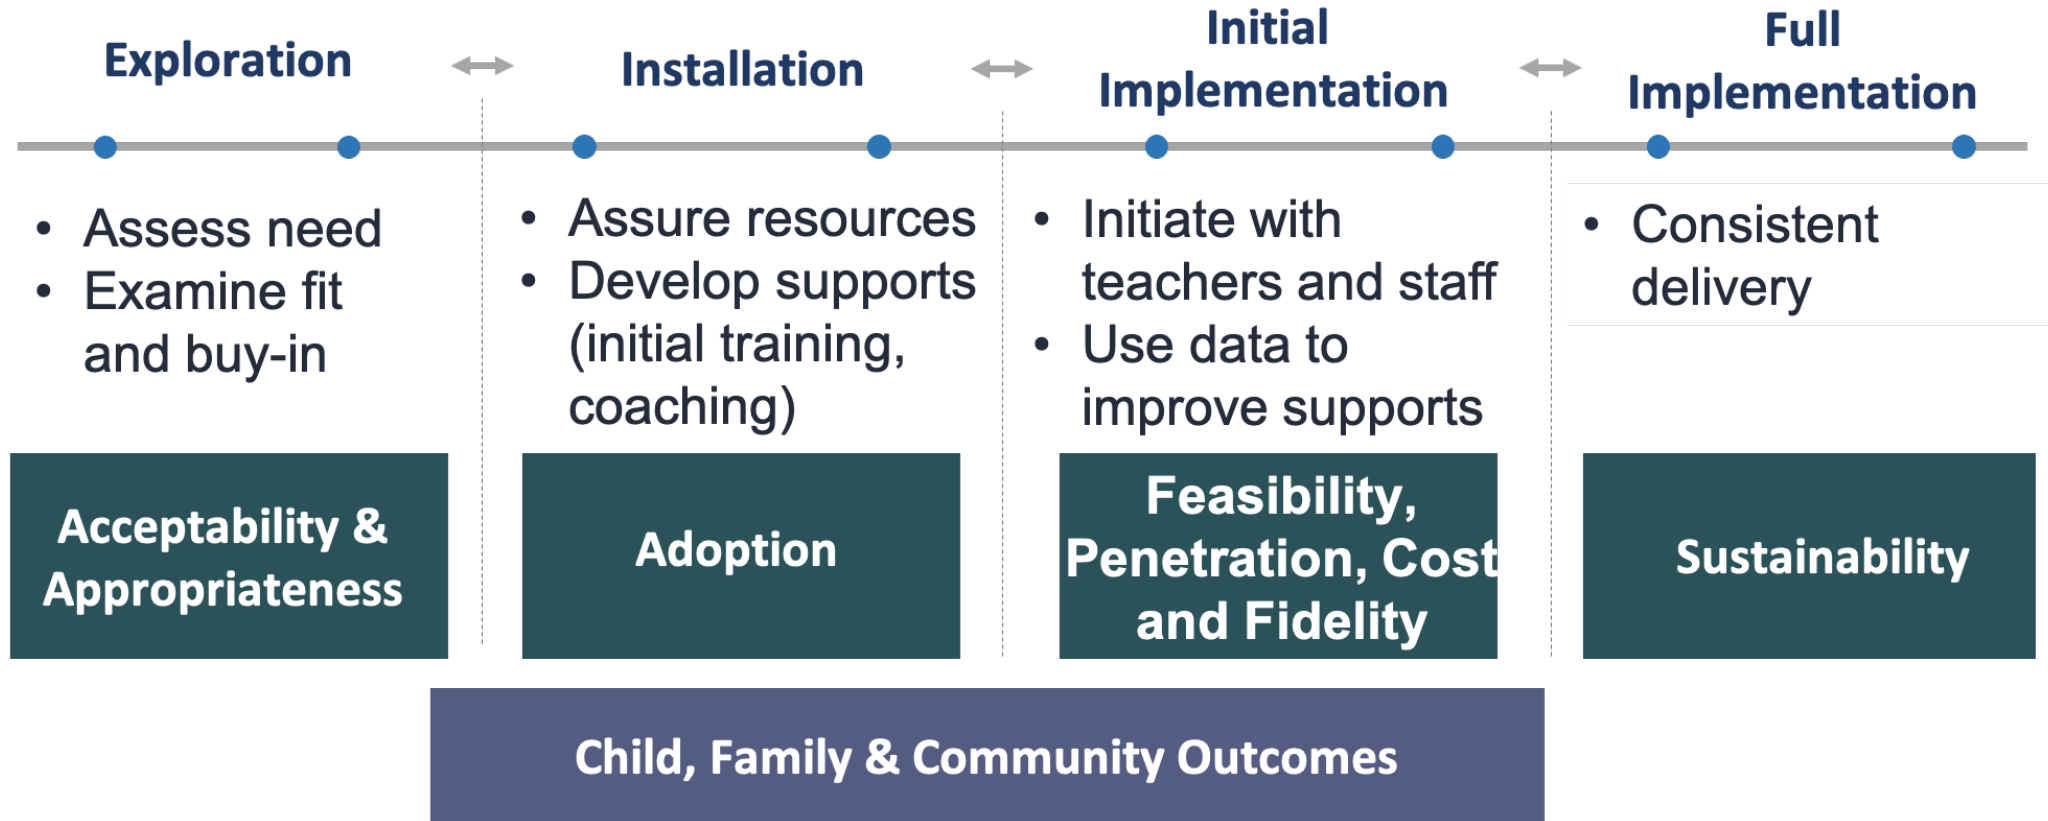 Exploration
Installation
Initial
Implementation
Full
Implementation
• Assess need
• Examine fit
and buy-in
• Assure resources
• Develop supports
(initial training,
coaching)
• Initiate with
teachers and staff
• Use data to
improve supports
• Consistent
delivery
Acceptability &
Appropriateness
Adoption
Feasibility,
Penetration, Cost
and Fidelity
Sustainability
Child, Family & Community Outcomes